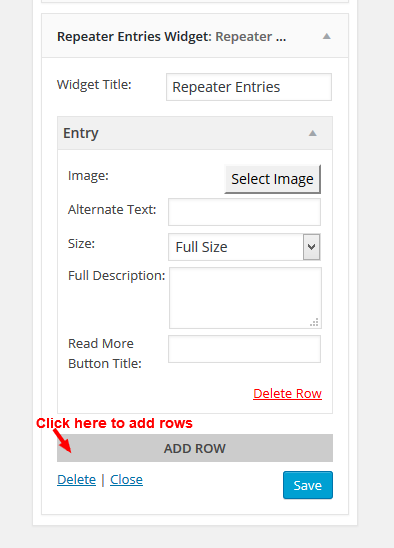 Repeater Entries Widget: Repeater ...
Widget Title: Repeater Entries
Entry
Image: Select Image
Alternate Text:
Size: Full Size
Full Description:
Read More
Button Title:
Delete Row
Click here to add rows
ADD ROW
Delete | Close Save